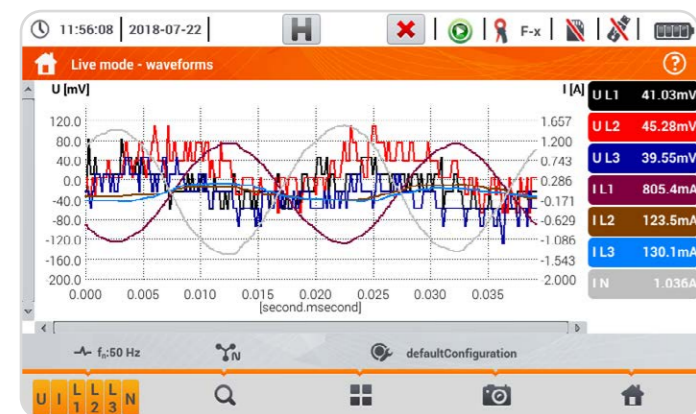 11:56:08 2018-07-22 H F-x
Live mode - waveforms ?
U [mV] I [A]
120.0 1.657
80.0 1.200
40.0 0.743
0.0 0.286
-40.0 -0.171
-80.0 -0.629
-120.0 -1.086
-160.0 -1.543
-200.0 -2.000
0.000 0.005 0.010 0.015 0.020 0.025 0.030 0.035
[second.msecond]
U L1 41.03mV
U L2 45.28mV
U L3 39.55mV
I L1 805.4mA
I L2 123.5mA
I L3 130.1mA
I N 1.036A
fn:50 Hz N defaultConfiguration
U I L1 L2 L3 N